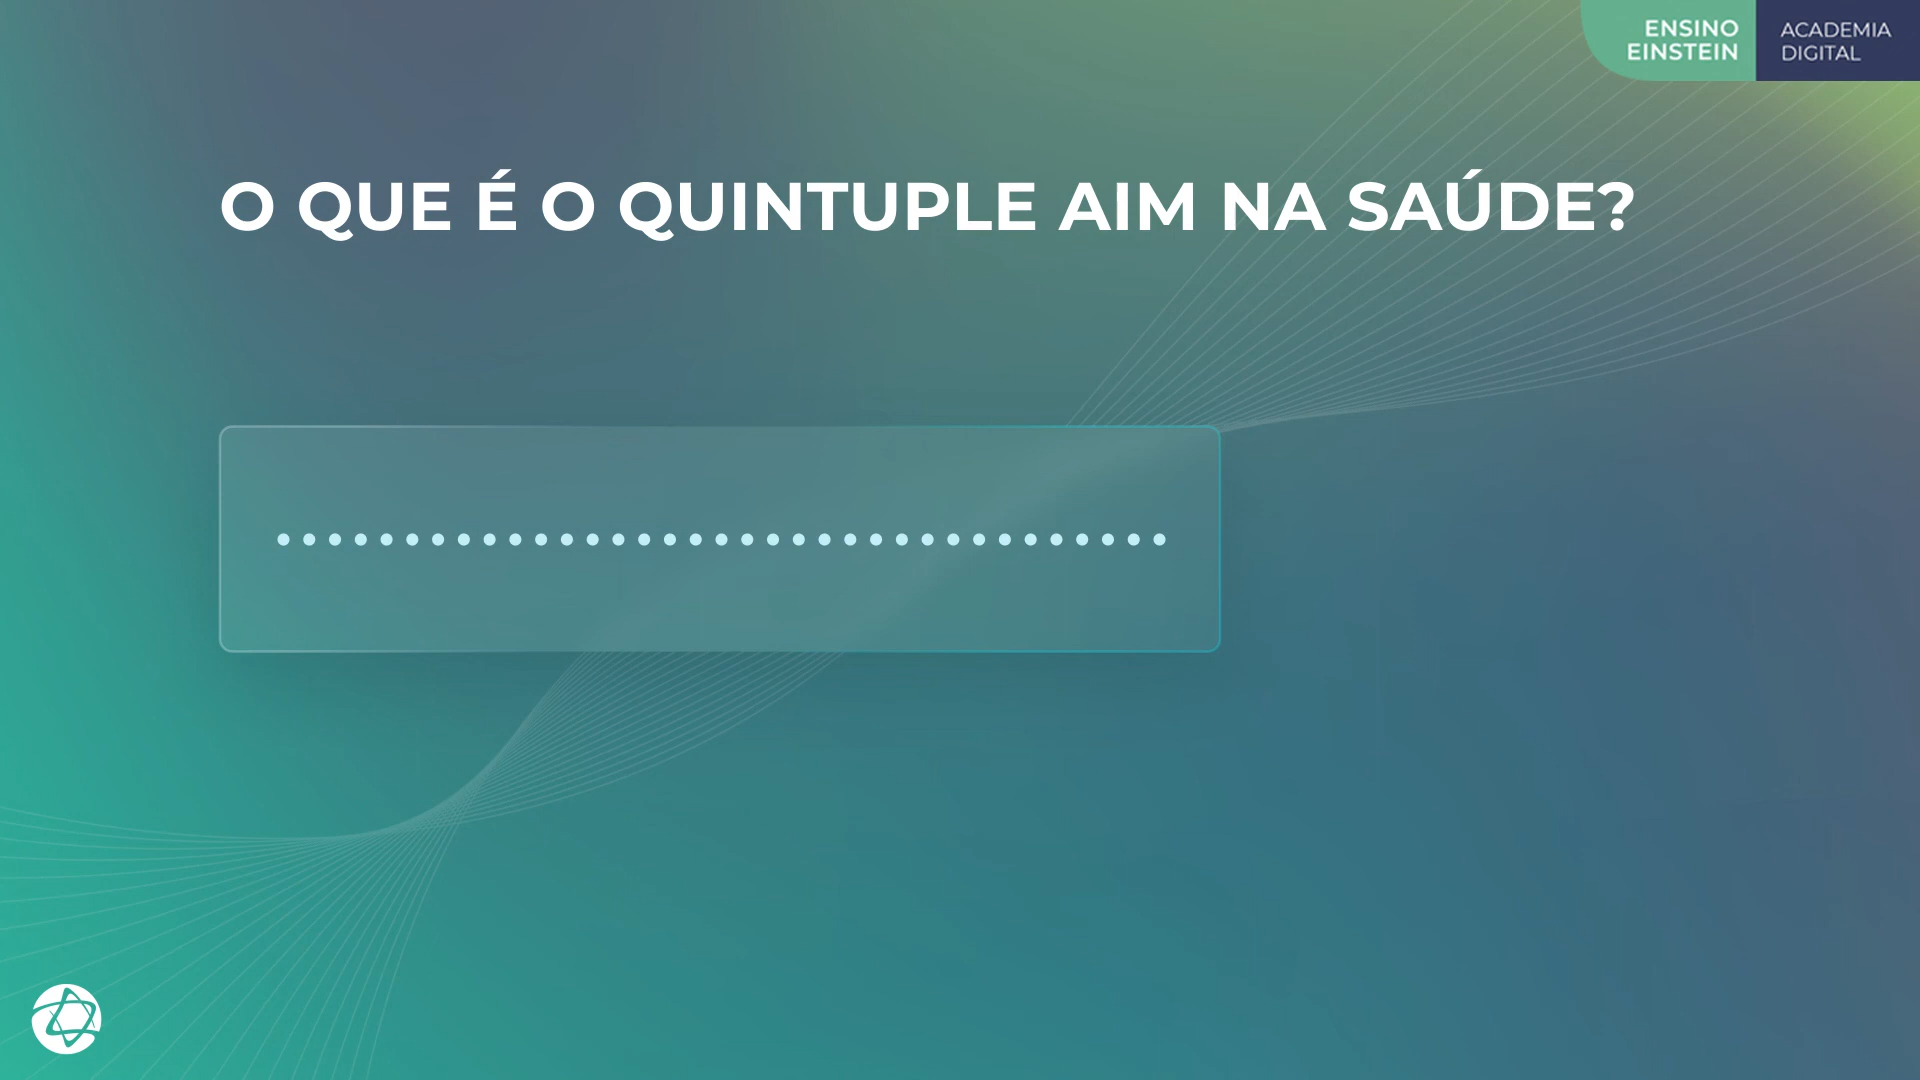 ENSINO
EINSTEIN
ACADEMIA
DIGITAL
O QUE É O QUINTUPLE AIM NA SAÚDE?